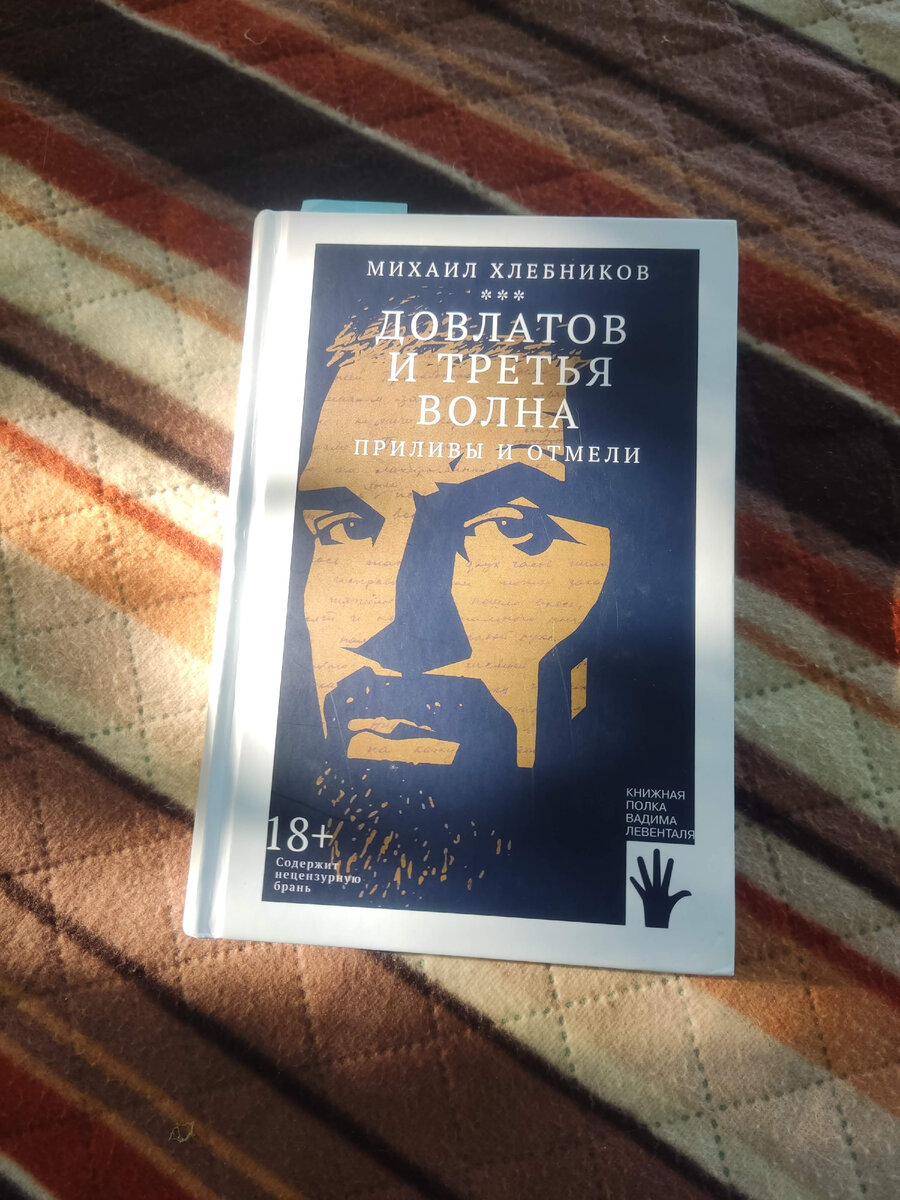 МИХАИЛ ХЛЕБНИКОВ
***
ДОВЛАТОВ
И ТРЕТЬЯ
ВОЛНА
ПРИЛИВЫ И ОТМЕЛИ
КНИЖНАЯ
ПОЛКА
ВАДИМА
ЛЕВЕНТАЛЯ
18+
Содержит
нецензурную
брань